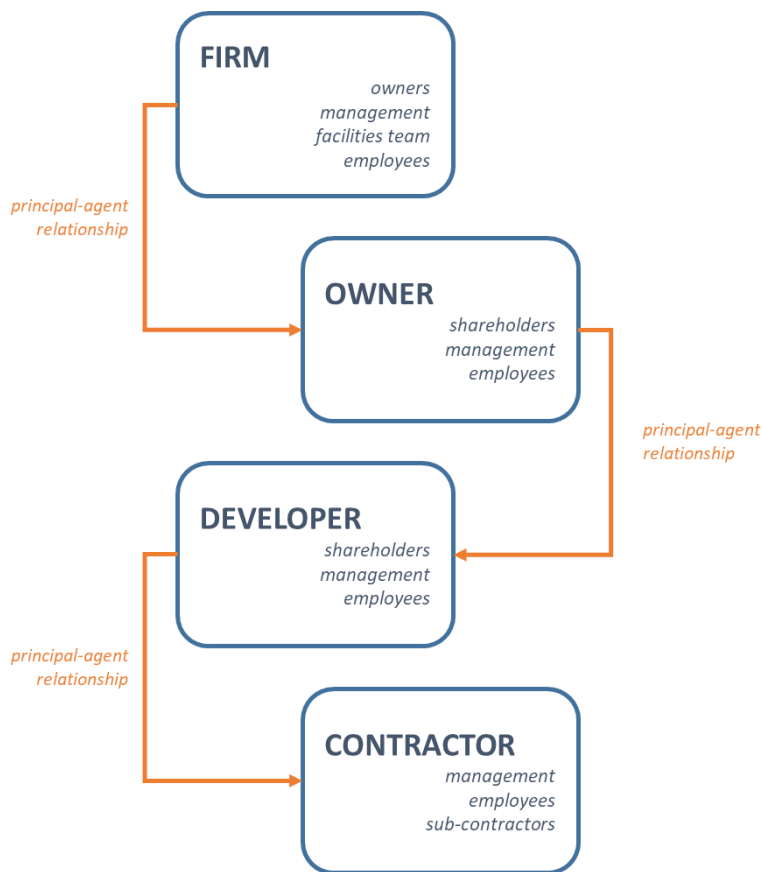 FIRM
owners
management
facilities team
employees
principal-agent
relationship
OWNER
shareholders
management
employees
principal-agent
relationship
DEVELOPER
shareholders
management
employees
principal-agent
relationship
CONTRACTOR
management
employees
sub-contractors